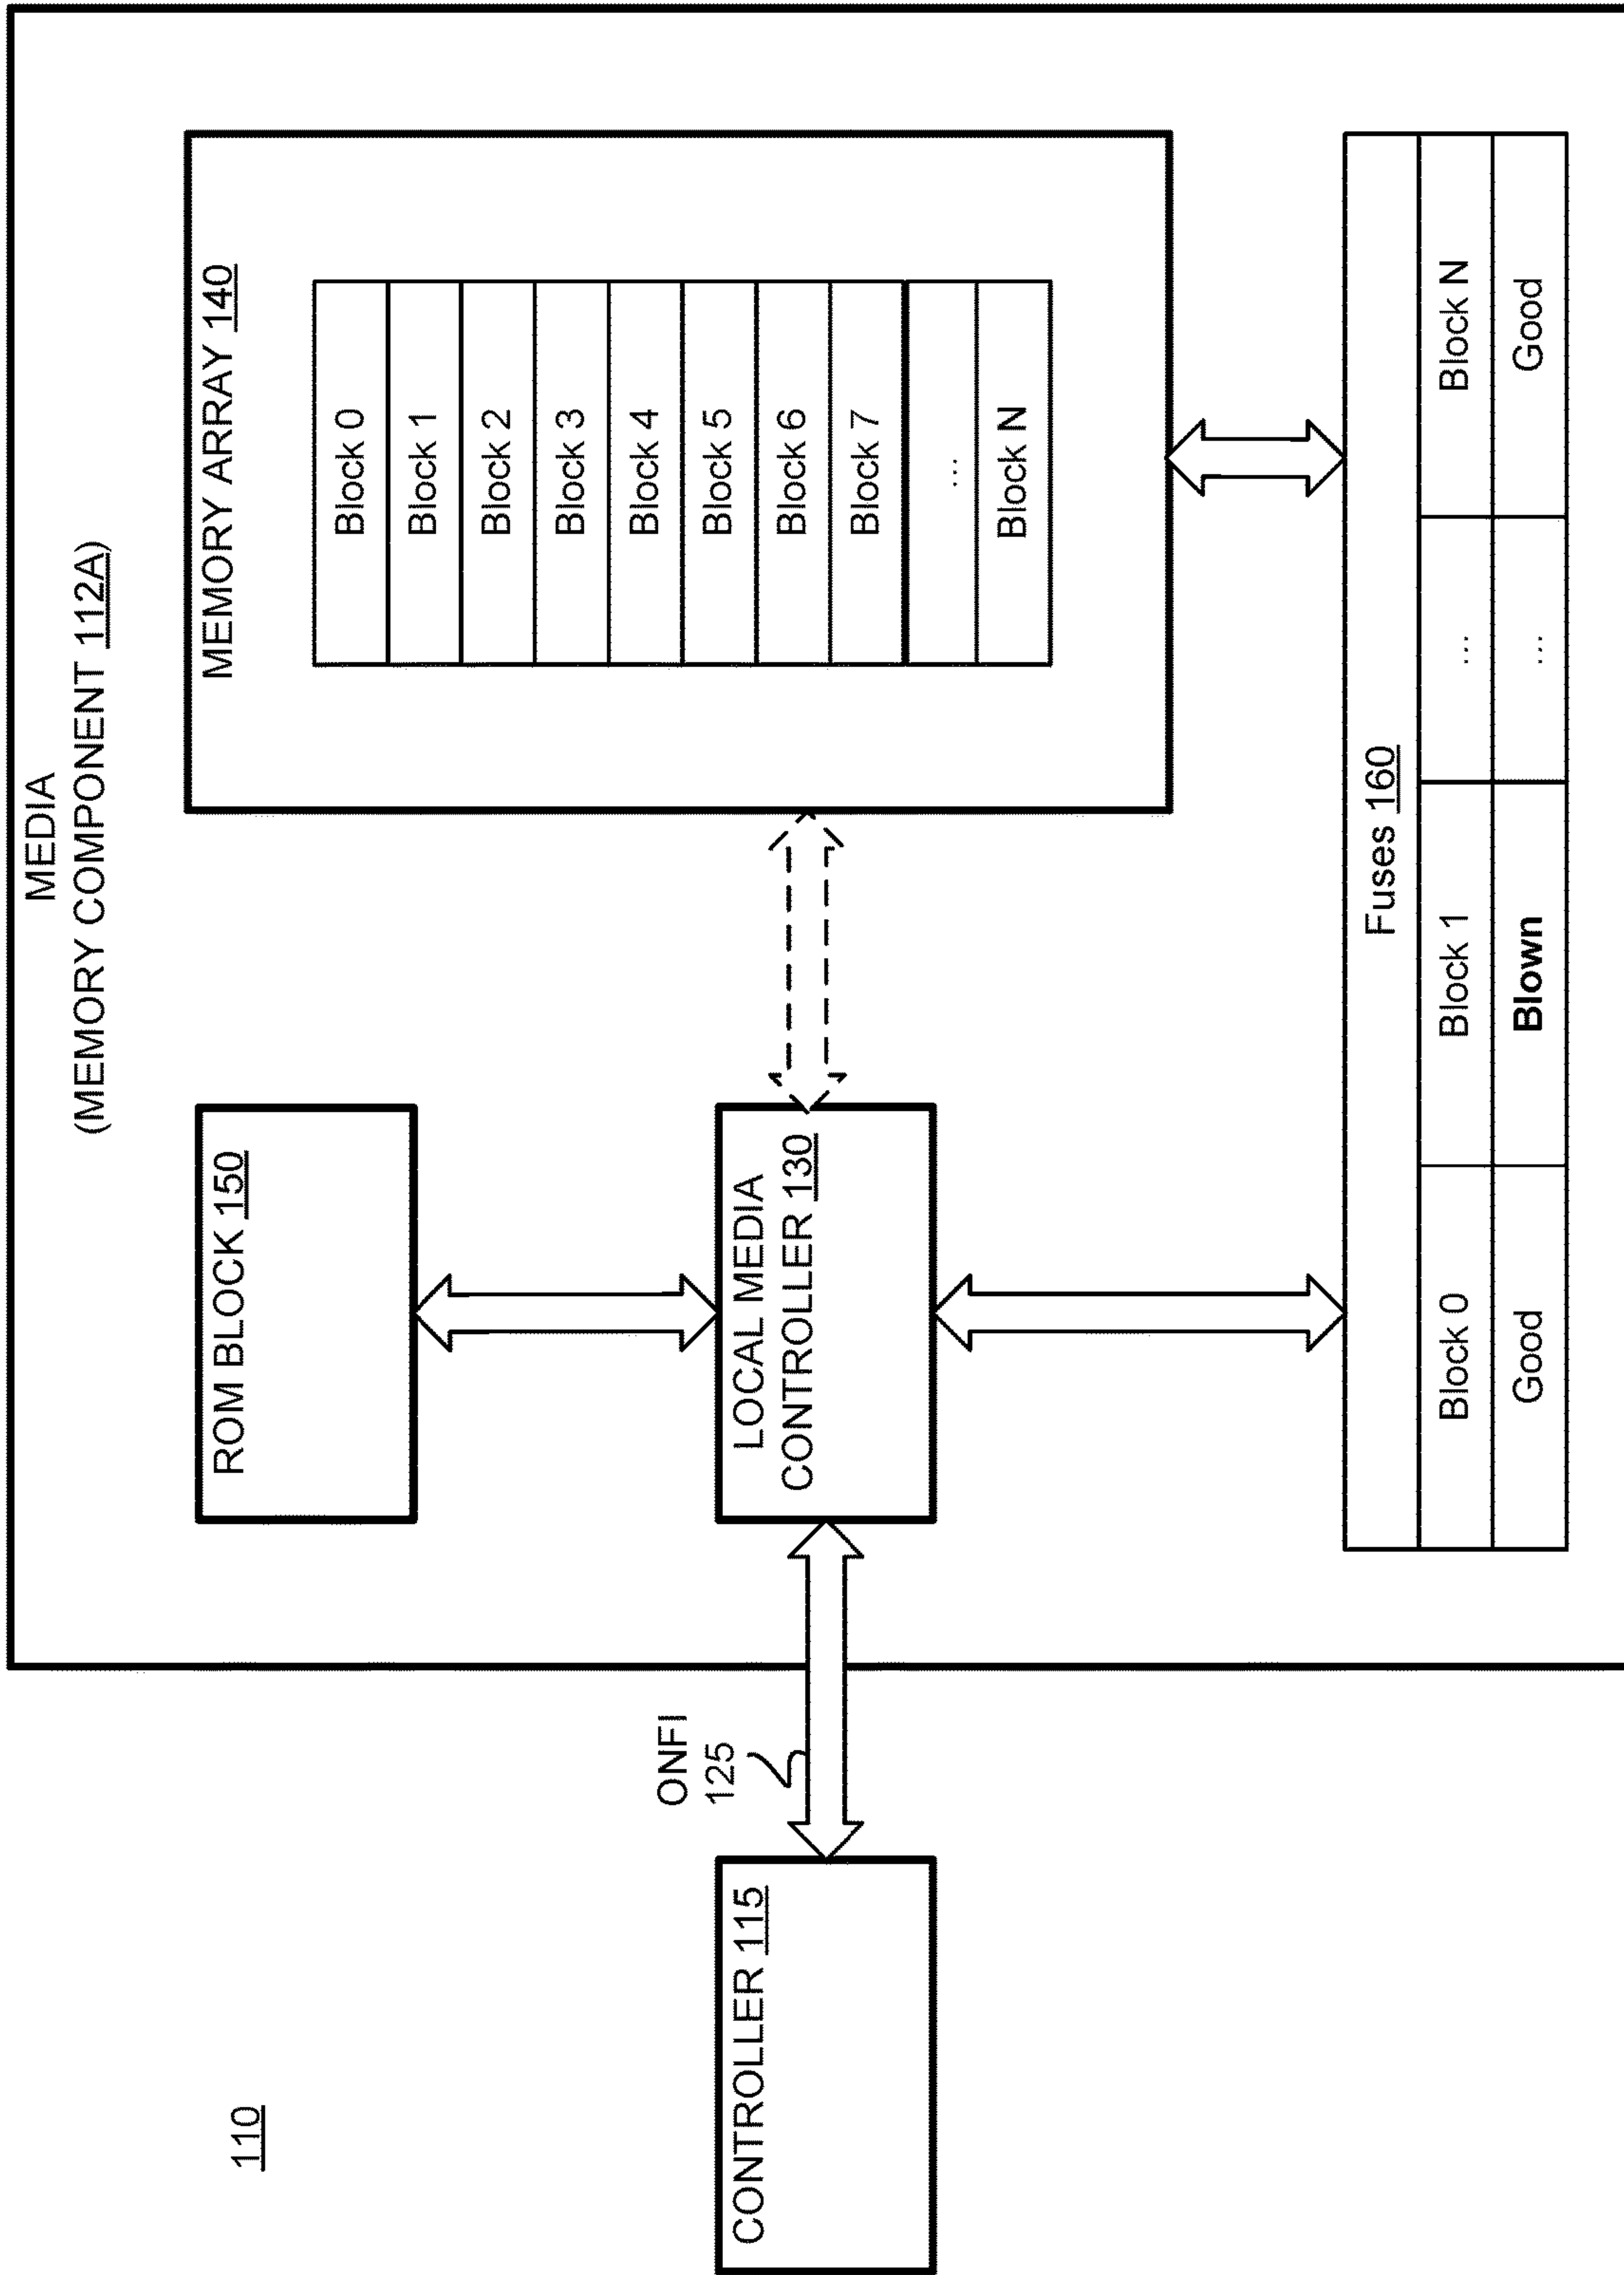 110
MEDIA
(MEMORY COMPONENT 112A)
ROM BLOCK 150
MEMORY ARRAY 140
Block 0
Block 1
Block 2
Block 3
Block 4
Block 5
Block 6
Block 7
...
Block N
ONFI
125
CONTROLLER 115
LOCAL MEDIA
CONTROLLER 130
Fuses 160
Block 0 Block 1 ... Block N
Good Blown ... Good